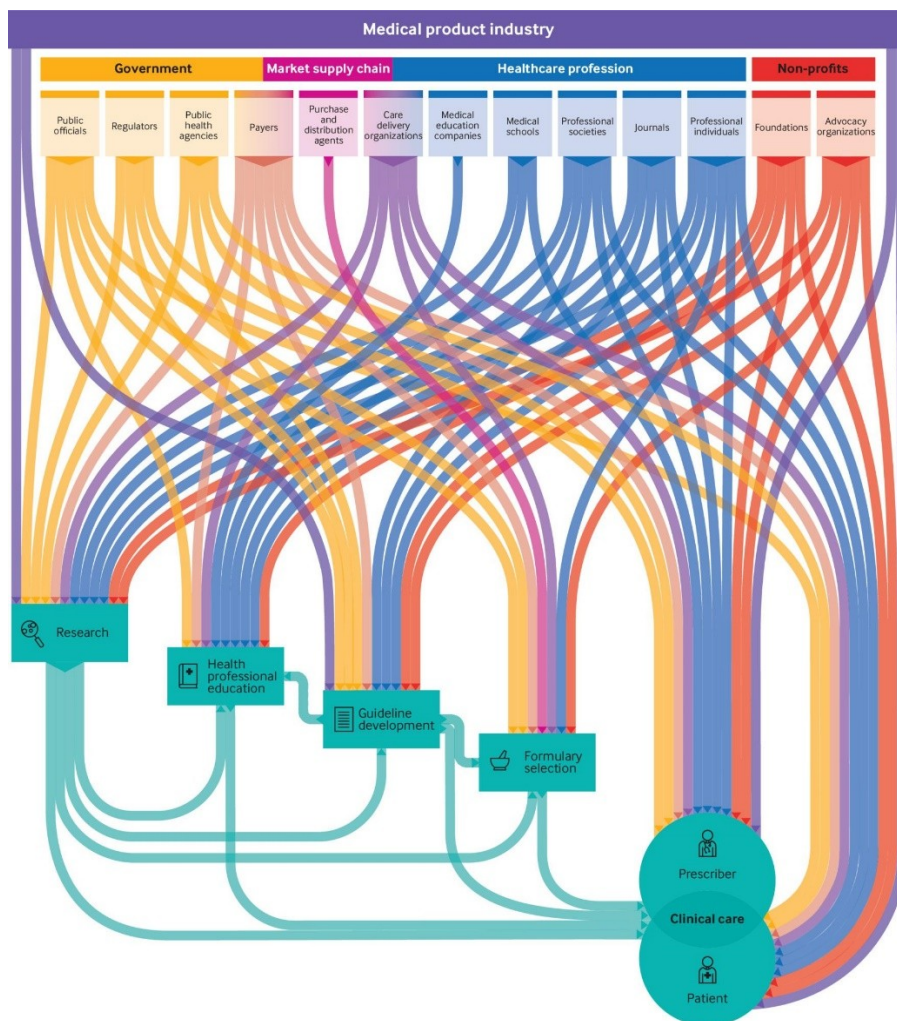 Medical product industry
Government
Market supply chain
Healthcare profession
Non-profits
Public
officials
Regulators
Public
health
agencies
Payers
Purchase
and
distribution
agents
Care
delivery
organizations
Medical
education
companies
Medical
schools
Professional
societies
Journals
Professional
individuals
Foundations
Advocacy
organizations
Research
Health
professional
education
Guideline
development
Formulary
selection
Prescriber
Clinical care
Patient